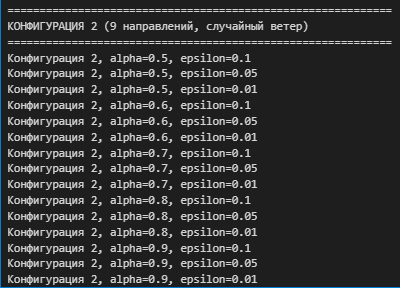 ============================================================
КОНФИГУРАЦИЯ 2 (9 направлений, случайный ветер)
============================================================
Конфигурация 2, alpha=0.5, epsilon=0.1
Конфигурация 2, alpha=0.5, epsilon=0.05
Конфигурация 2, alpha=0.5, epsilon=0.01
Конфигурация 2, alpha=0.6, epsilon=0.1
Конфигурация 2, alpha=0.6, epsilon=0.05
Конфигурация 2, alpha=0.6, epsilon=0.01
Конфигурация 2, alpha=0.7, epsilon=0.1
Конфигурация 2, alpha=0.7, epsilon=0.05
Конфигурация 2, alpha=0.7, epsilon=0.01
Конфигурация 2, alpha=0.8, epsilon=0.1
Конфигурация 2, alpha=0.8, epsilon=0.05
Конфигурация 2, alpha=0.8, epsilon=0.01
Конфигурация 2, alpha=0.9, epsilon=0.1
Конфигурация 2, alpha=0.9, epsilon=0.05
Конфигурация 2, alpha=0.9, epsilon=0.01